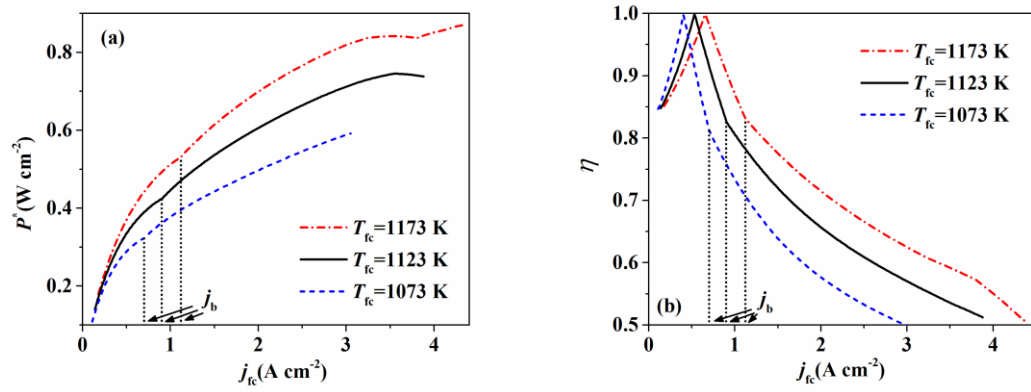 (a)
P*(W cm-2)
0.8
0.6
0.4
0.2
Tfc=1173 K
Tfc=1123 K
Tfc=1073 K
jb
0 1 2 3 4
jfc(A cm-2)
1.0
0.9
0.8
0.7
0.6
0.5
η
Tfc=1173 K
Tfc=1123 K
Tfc=1073 K
(b)
jb
0 1 2 3 4
jfc(A cm-2)